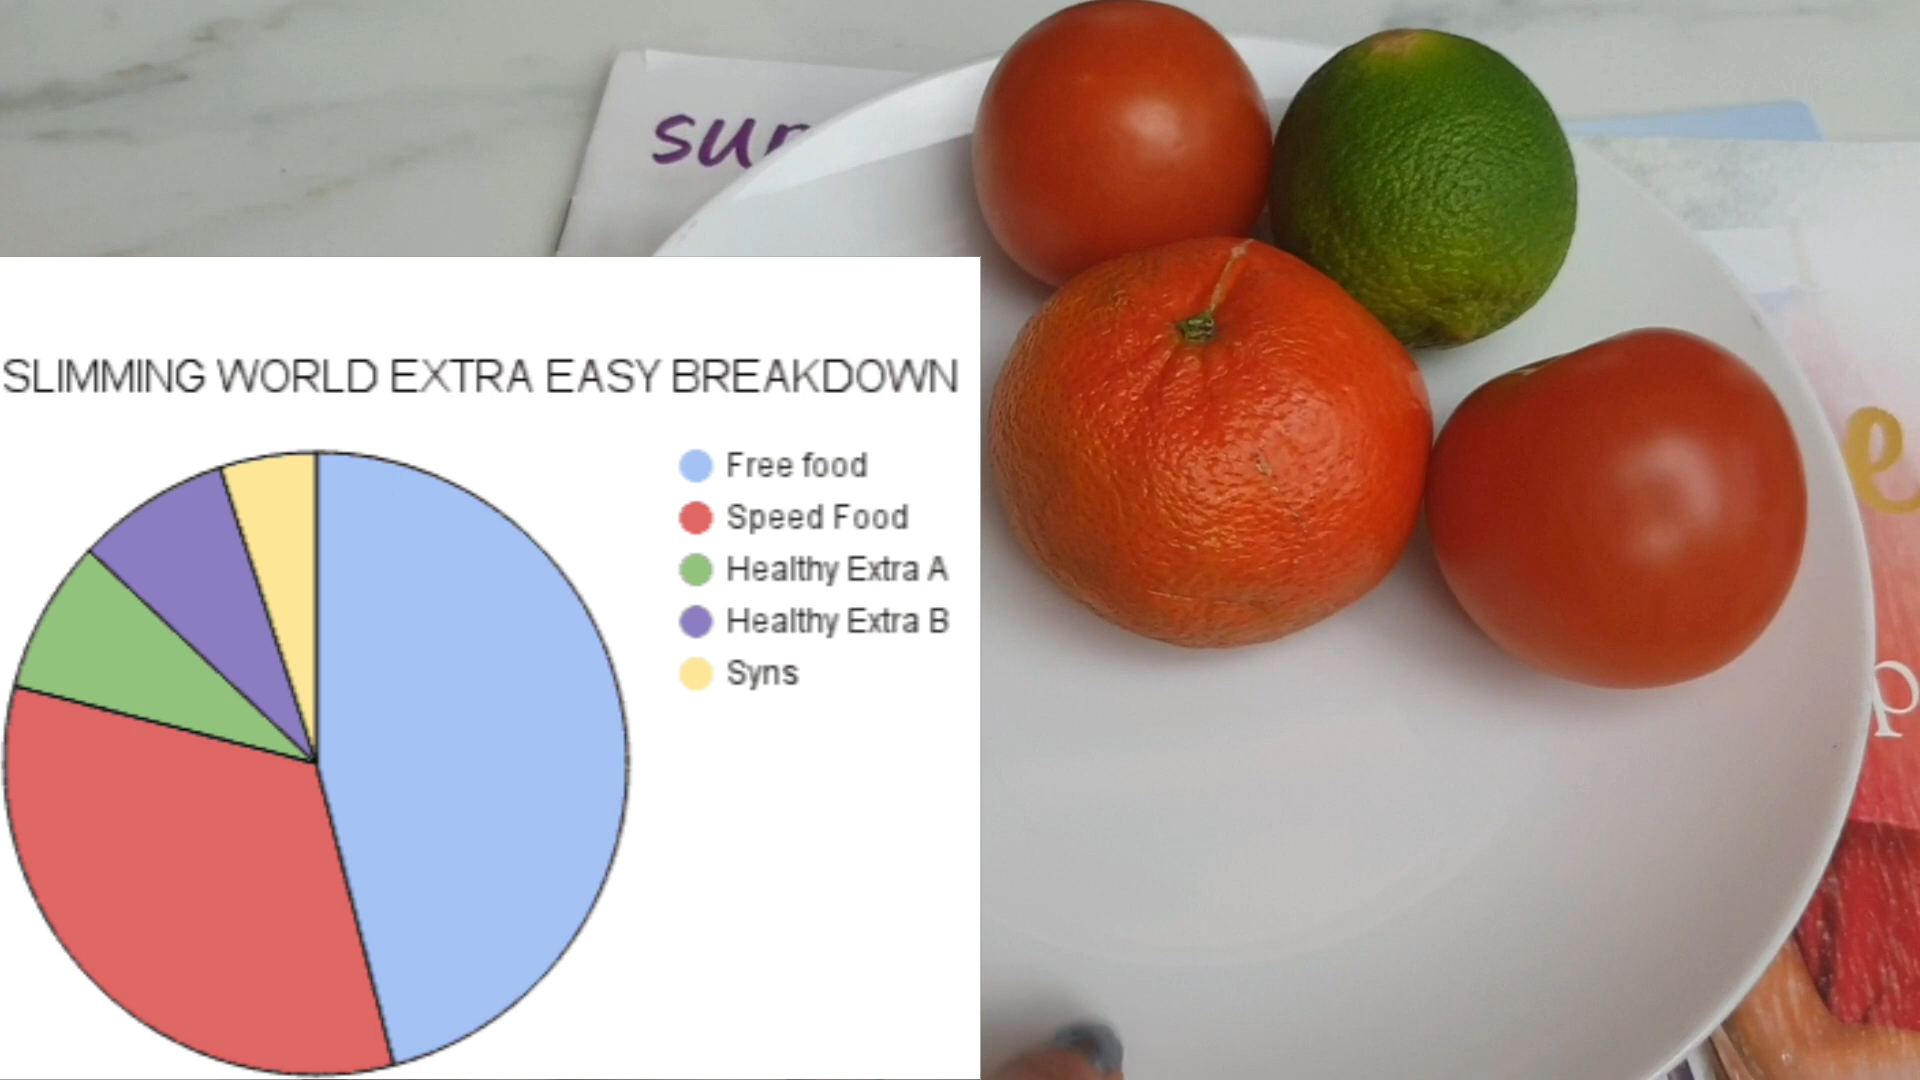 SLIMMING WORLD EXTRA EASY BREAKDOWN
Free food
Speed Food
Healthy Extra A
Healthy Extra B
Syns